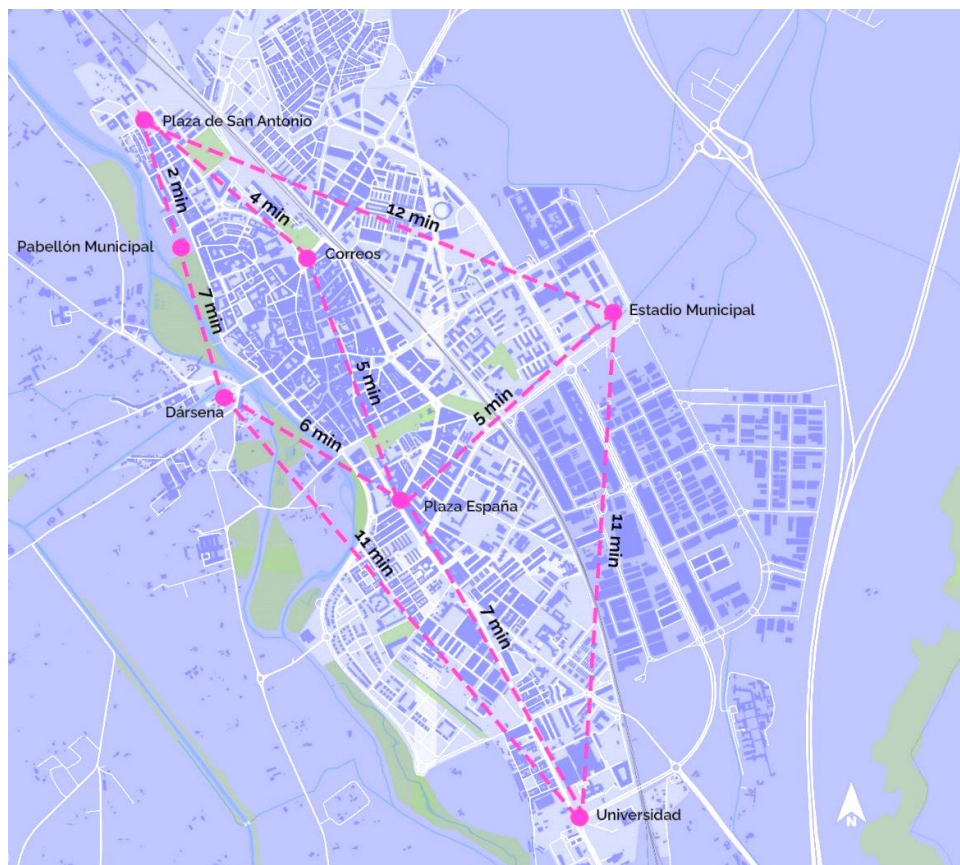 Plaza de San Antonio
2 min
4 min
12 min
Pabellón Municipal
Correos
7 min
Estadio Municipal
5 min
Dársena
5 min
6 min
Plaza España
11 min
11 min
7 min
Universidad
N